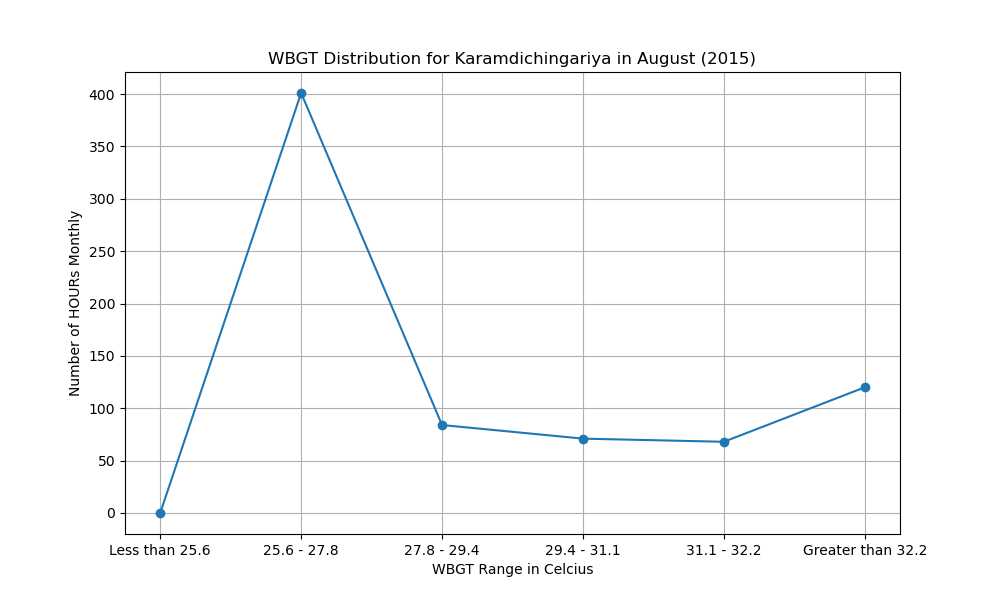 WBGT Distribution for Karamdichingariya in August (2015)
Number of HOURs Monthly
400
350
300
250
200
150
100
50
0
Less than 25.6 25.6 - 27.8 27.8 - 29.4 29.4 - 31.1 31.1 - 32.2 Greater than 32.2
WBGT Range in Celcius